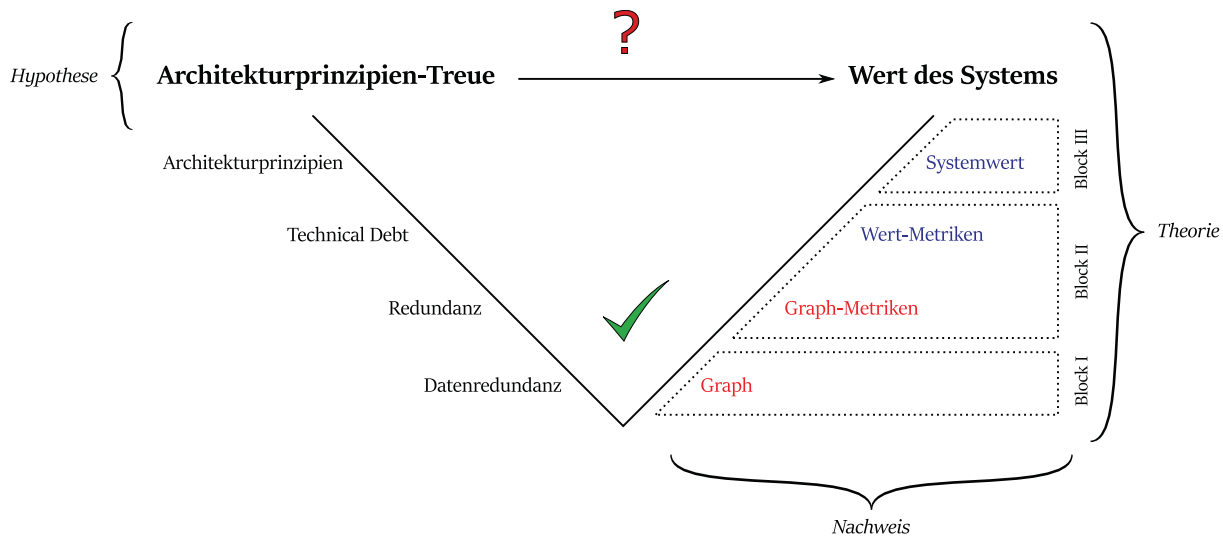 ?
Hypothese
Architekturprinzipien-Treue
Wert des Systems
Architekturprinzipien
Systemwert
Block III
Technical Debt
Wert-Metriken
Block II
Theorie
Redundanz
Graph-Metriken
Datenredundanz
Graph
Block I
Nachweis